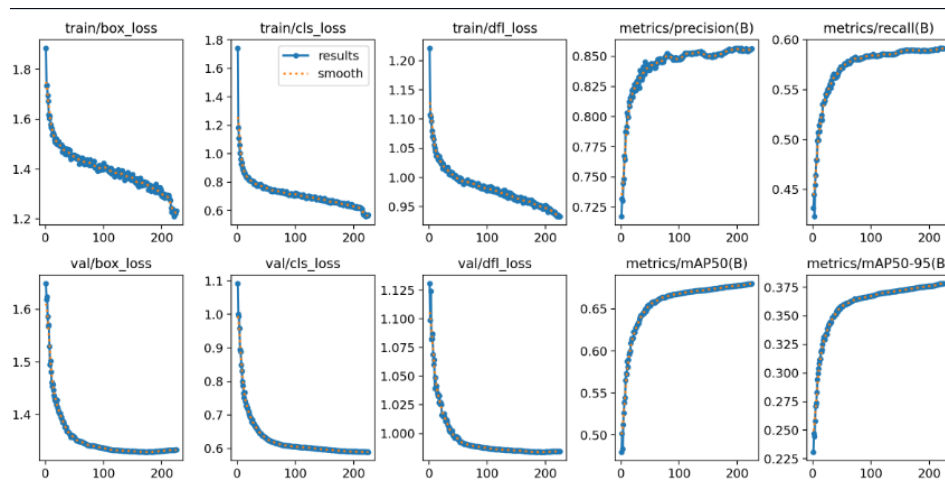 train/box_loss
train/cls_loss
train/dfl_loss
metrics/precision(B)
metrics/recall(B)
1.8
1.6
1.4
1.2
0 100 200
1.8
1.6
1.4
1.2
1.0
0.8
0.6
results
smooth
0 100 200
1.20
1.15
1.10
1.05
1.00
0.95
0 100 200
0.850
0.825
0.800
0.775
0.750
0.725
0 100 200
0.60
0.55
0.50
0.45
0 100 200
val/box_loss
val/cls_loss
val/dfl_loss
metrics/mAP50(B)
metrics/mAP50-95(B)
1.6
1.5
1.4
0 100 200
1.1
1.0
0.9
0.8
0.7
0.6
0 100 200
1.125
1.100
1.075
1.050
1.025
1.000
0 100 200
0.65
0.60
0.55
0.50
0 100 200
0.375
0.350
0.325
0.300
0.275
0.250
0.225
0 100 200